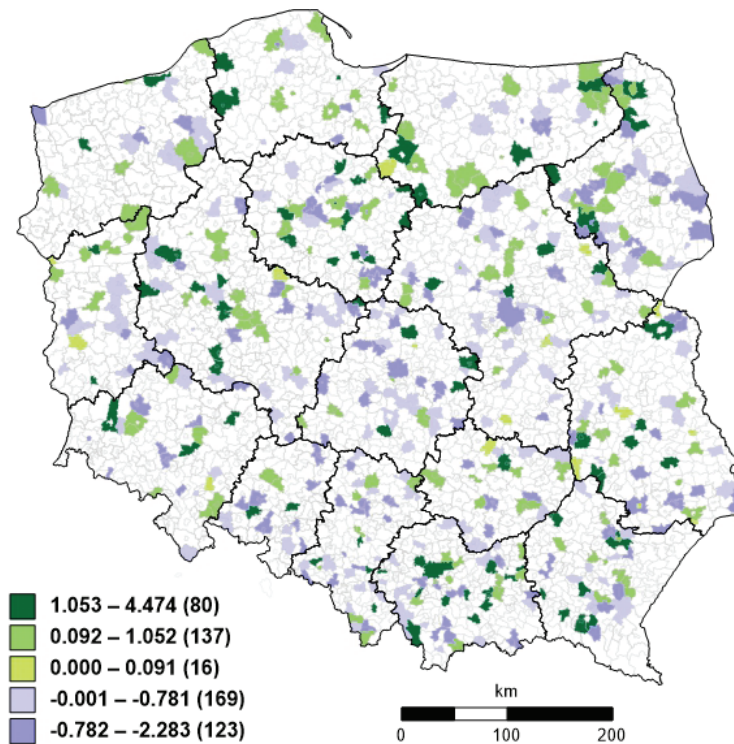 1.053 – 4.474 (80)
0.092 – 1.052 (137)
0.000 – 0.091 (16)
-0.001 – -0.781 (169)
-0.782 – -2.283 (123)
km
0 100 200